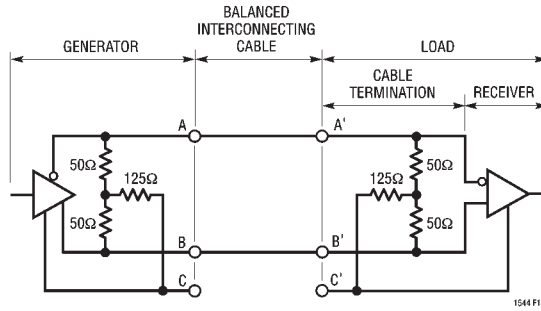 BALANCED
INTERCONNECTING
CABLE
GENERATOR
LOAD
CABLE
TERMINATION
RECEIVER
A
A'
50Ω
125Ω
50Ω
50Ω
125Ω
50Ω
B
B'
C
C'
1544 F1